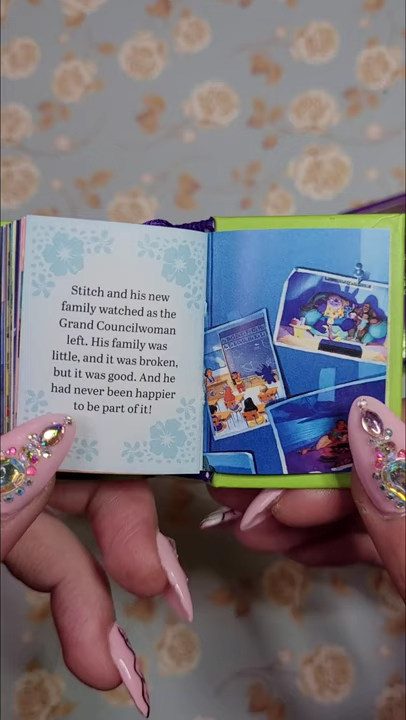 Stitch and his new
family watched as the
Grand Councilwoman
left. His family was
little, and it was broken,
but it was good. And he
had never been happier
to be part of it!